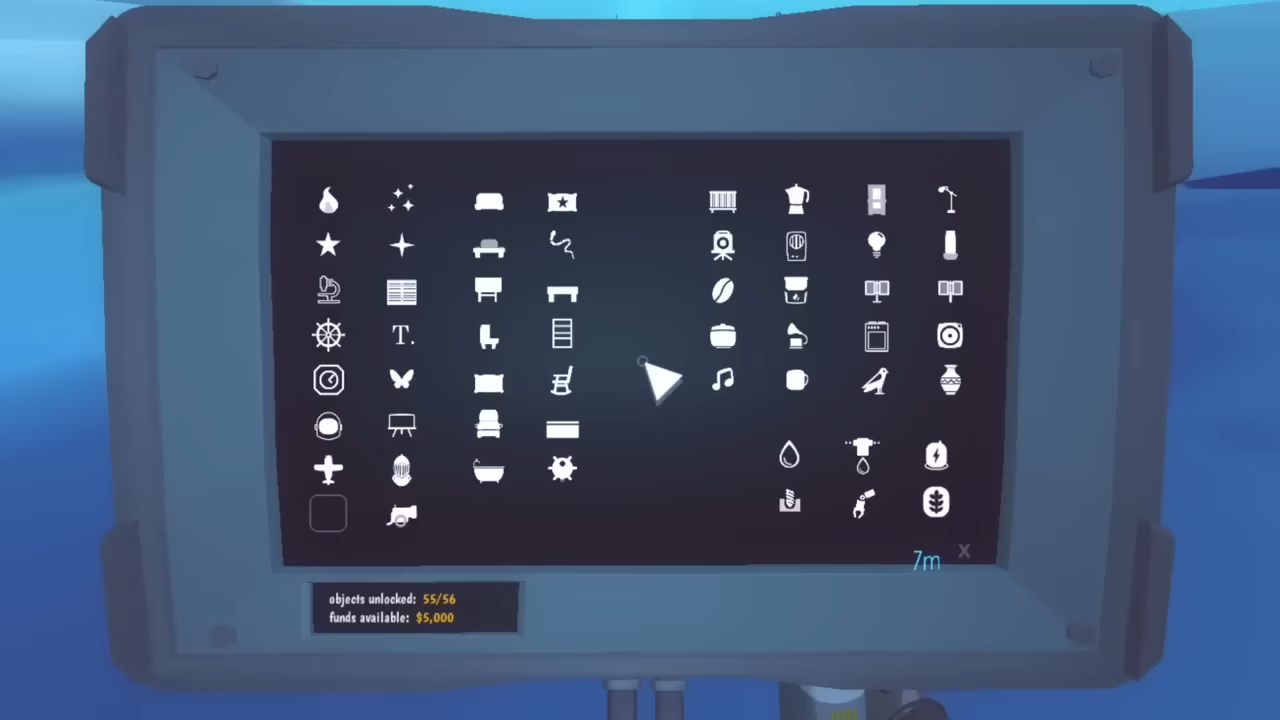 T.
7m
X
objects unlocked: 55/56
funds available: $5,000